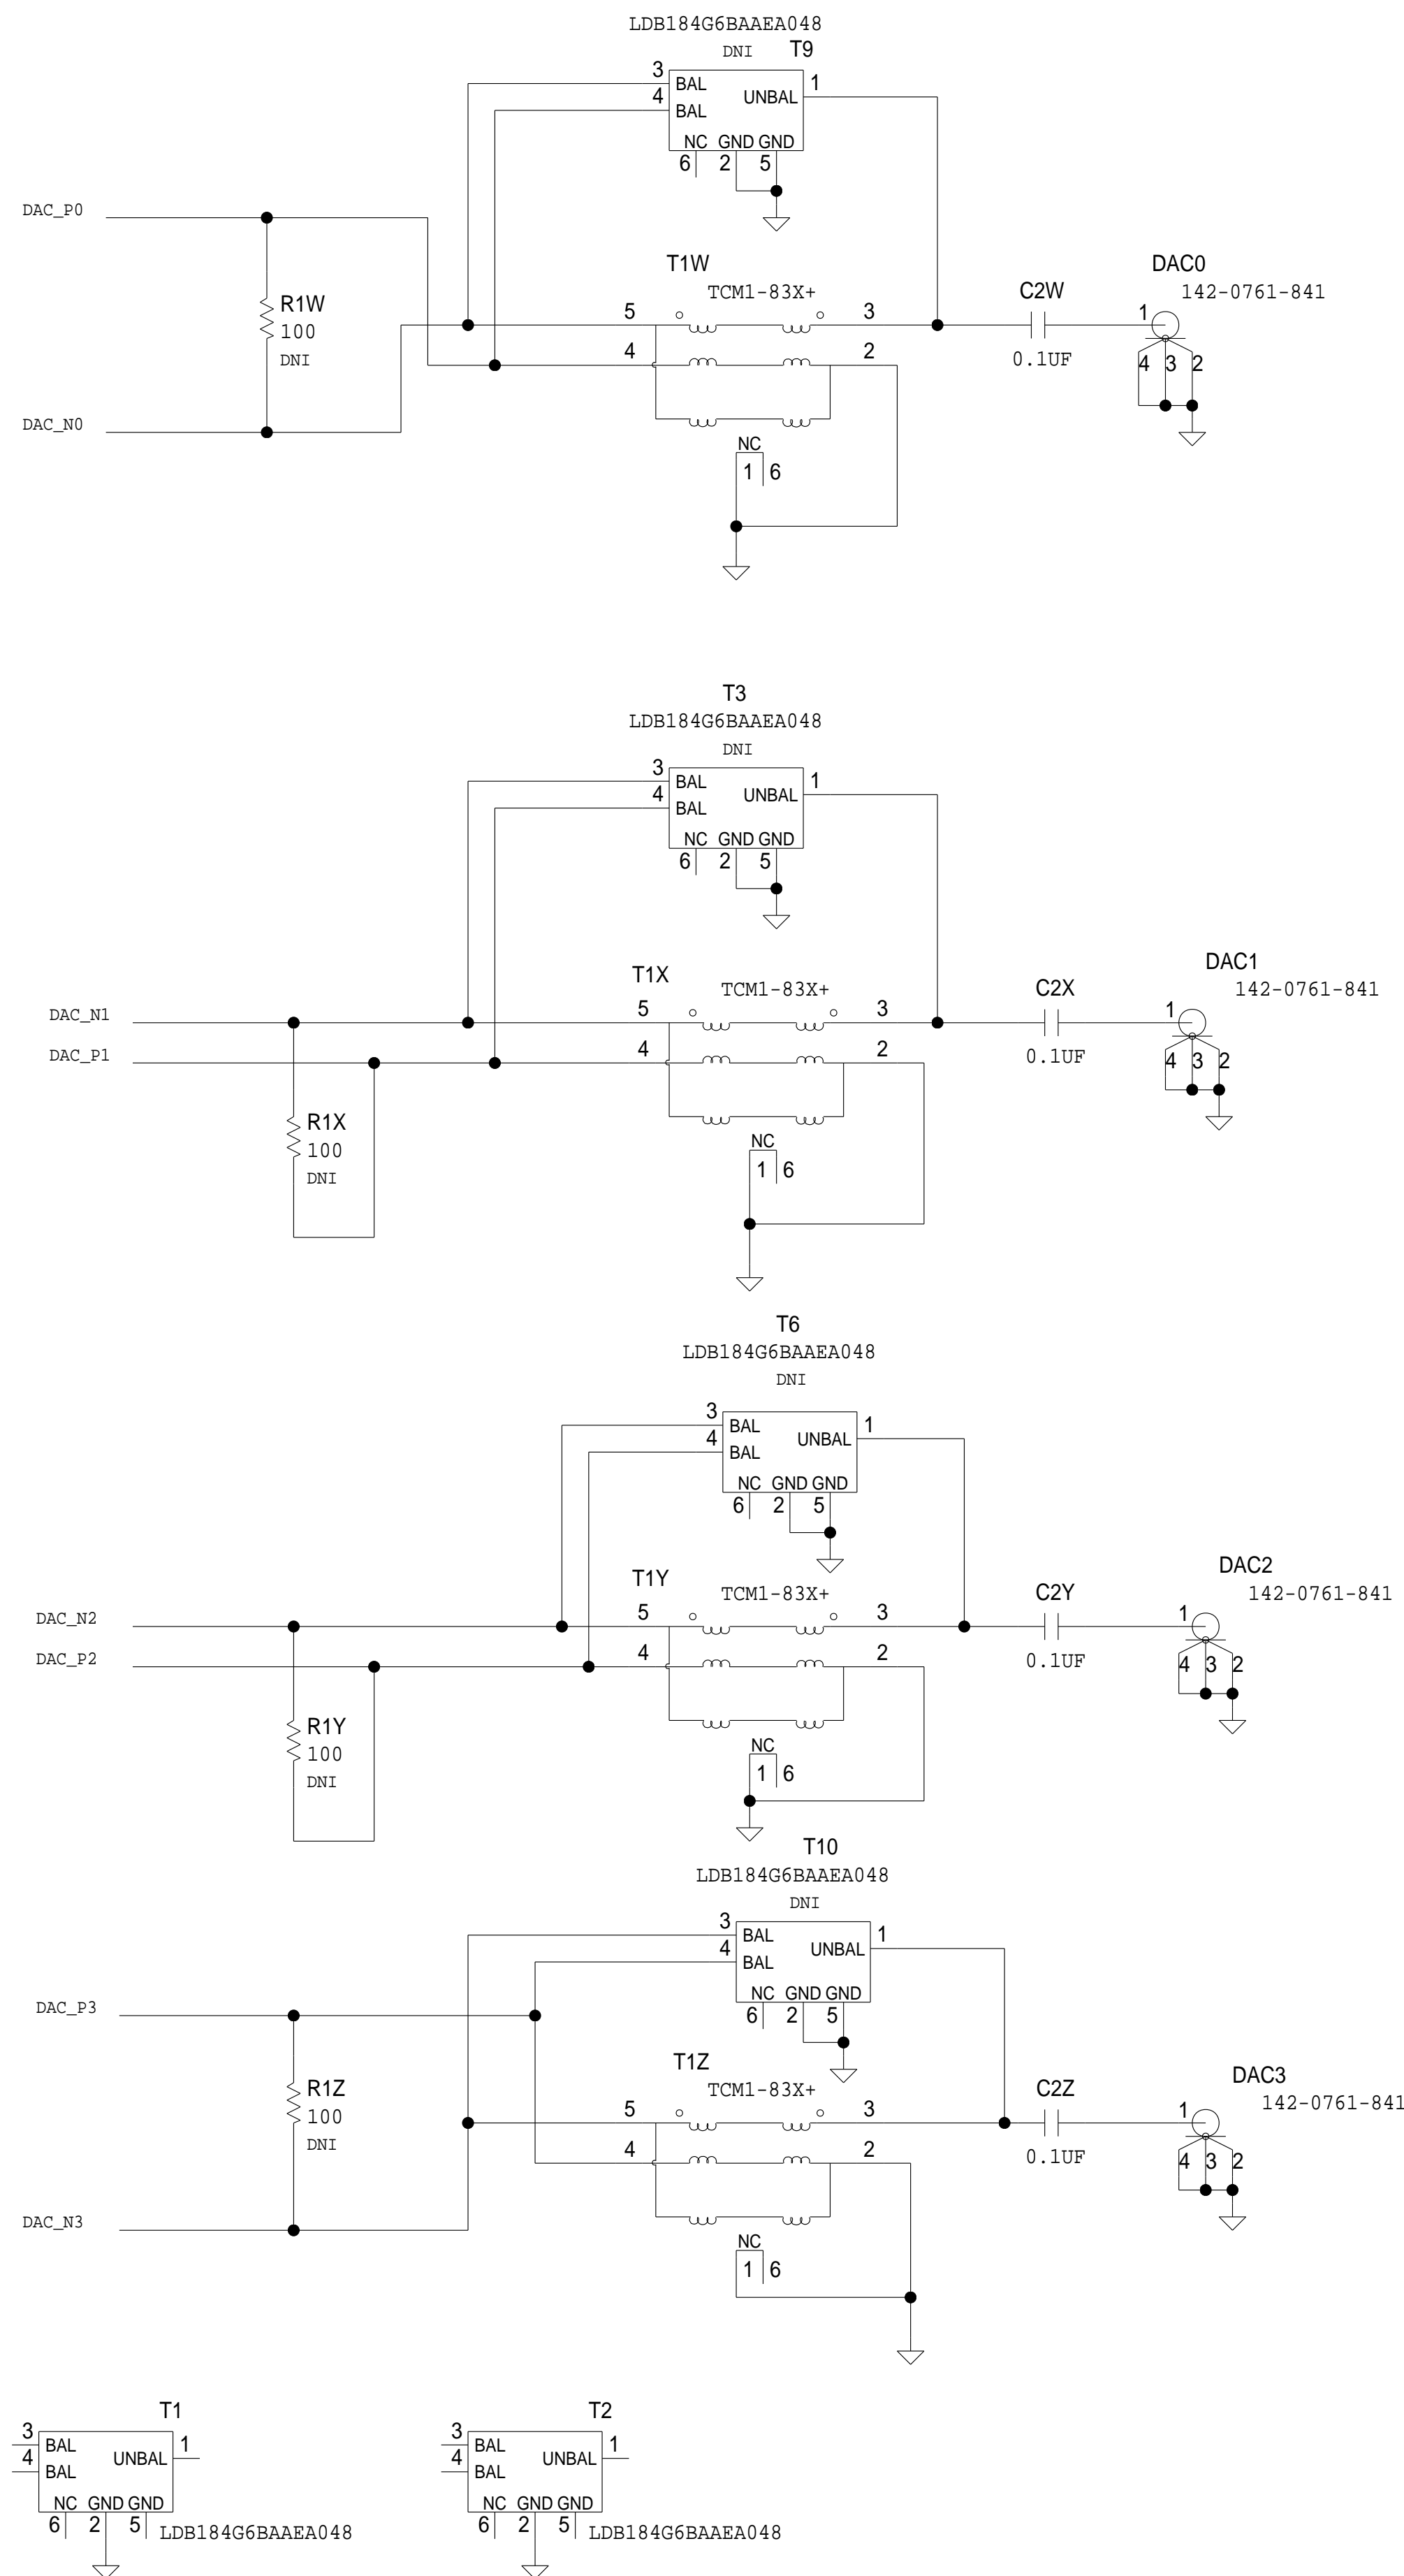 LDB184G6BAAEA048
DNI T9
3 BAL UNBAL 1
4 BAL
NC GND GND
6 2 5
DAC_P0
T1W
TCM1-83X+
DAC0
142-0761-841
C2W
0.1UF
R1W
100
DNI
5 3
4 2
1
4 3 2
DAC_N0
NC
1 6
T3
LDB184G6BAAEA048
DNI
3 BAL UNBAL 1
4 BAL
NC GND GND
6 2 5
T1X
TCM1-83X+
DAC1
142-0761-841
C2X
0.1UF
DAC_N1
DAC_P1
5 3
4 2
1
4 3 2
R1X
100
DNI
NC
1 6
T6
LDB184G6BAAEA048
DNI
3 BAL UNBAL 1
4 BAL
NC GND GND
6 2 5
T1Y
TCM1-83X+
DAC2
142-0761-841
C2Y
0.1UF
DAC_N2
DAC_P2
5 3
4 2
1
4 3 2
R1Y
100
DNI
NC
1 6
T10
LDB184G6BAAEA048
DNI
3 BAL UNBAL 1
4 BAL
NC GND GND
6 2 5
DAC_P3
T1Z
TCM1-83X+
DAC3
142-0761-841
C2Z
0.1UF
R1Z
100
DNI
5 3
4 2
1
4 3 2
DAC_N3
NC
1 6
T1
3 BAL UNBAL 1
4 BAL
NC GND GND
6 2 5 LDB184G6BAAEA048
T2
3 BAL UNBAL 1
4 BAL
NC GND GND
6 2 5 LDB184G6BAAEA048